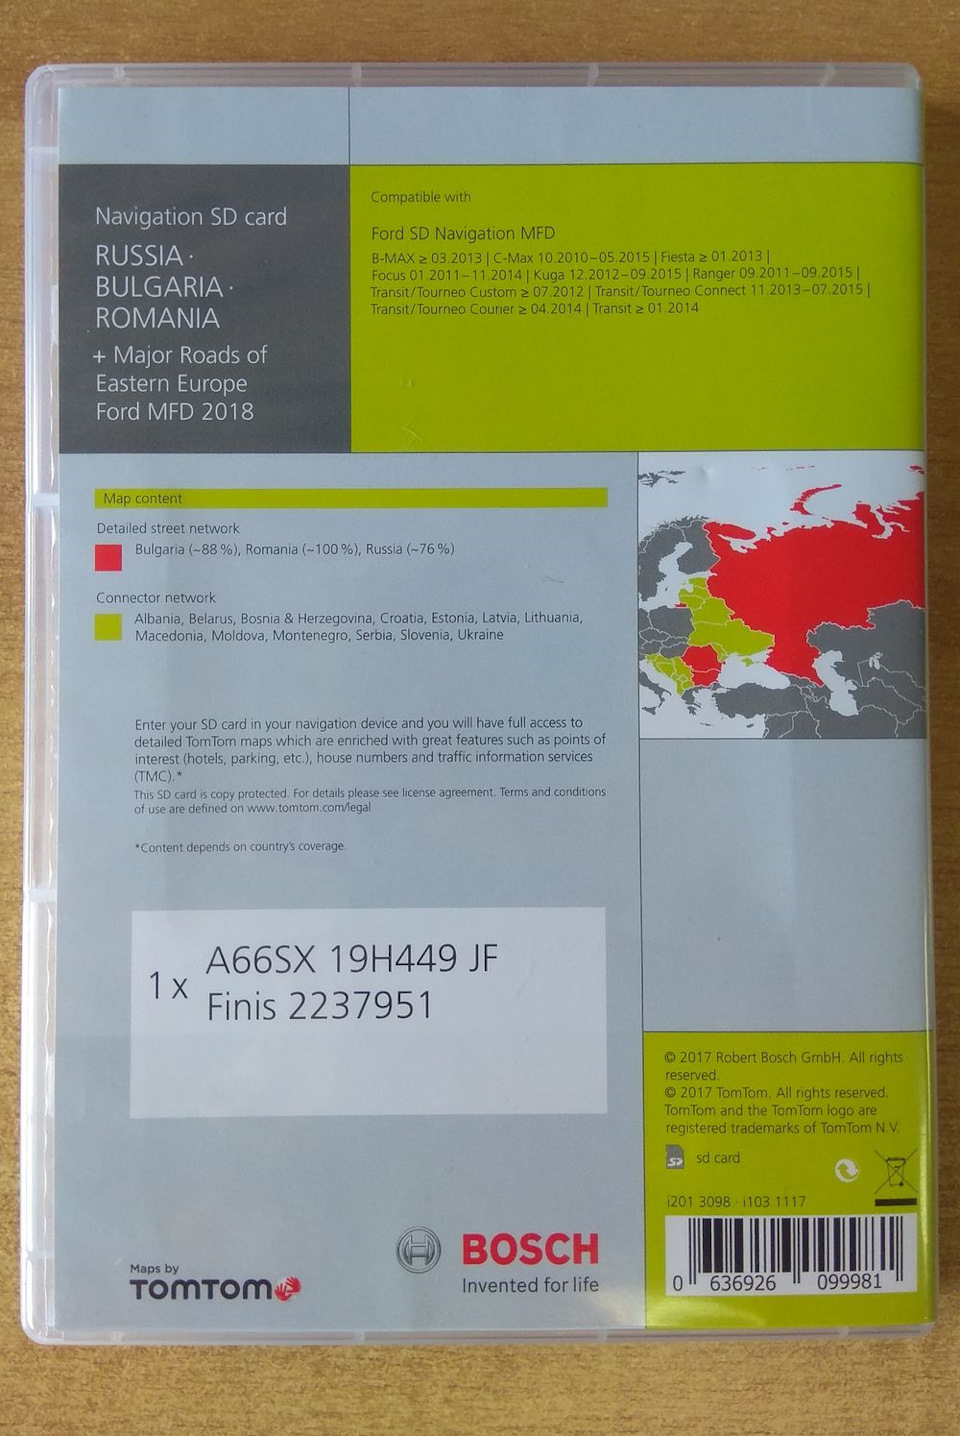 Navigation SD card
RUSSIA ·
BULGARIA ·
ROMANIA
+ Major Roads of
Eastern Europe
Ford MFD 2018
Compatible with
Ford SD Navigation MFD
B-MAX ≥ 03.2013 | C-Max 10.2010–05.2015 | Fiesta ≥ 01.2013 |
Focus 01.2011–11.2014 | Kuga 12.2012–09.2015 | Ranger 09.2011–09.2015 |
Transit/Tourneo Custom ≥ 07.2012 | Transit/Tourneo Connect 11.2013–07.2015 |
Transit/Tourneo Courier ≥ 04.2014 | Transit ≥ 01.2014
Map content
Detailed street network
Bulgaria (~88 %), Romania (~100 %), Russia (~76 %)
Connector network
Albania, Belarus, Bosnia & Herzegovina, Croatia, Estonia, Latvia, Lithuania,
Macedonia, Moldova, Montenegro, Serbia, Slovenia, Ukraine
Enter your SD card in your navigation device and you will have full access to
detailed TomTom maps which are enriched with great features such as points of
interest (hotels, parking, etc.), house numbers and traffic information services
(TMC).*
This SD card is copy protected. For details please see license agreement. Terms and conditions
of use are defined on www.tomtom.com/legal
*Content depends on country's coverage.
1 x
A66SX 19H449 JF
Finis 2237951
Maps by
TOMTOM
BOSCH
Invented for life
© 2017 Robert Bosch GmbH. All rights
reserved.
© 2017 TomTom. All rights reserved.
TomTom and the TomTom logo are
registered trademarks of TomTom N.V.
SD
sd card
i201 3098 · i103 1117
0 636926 099981